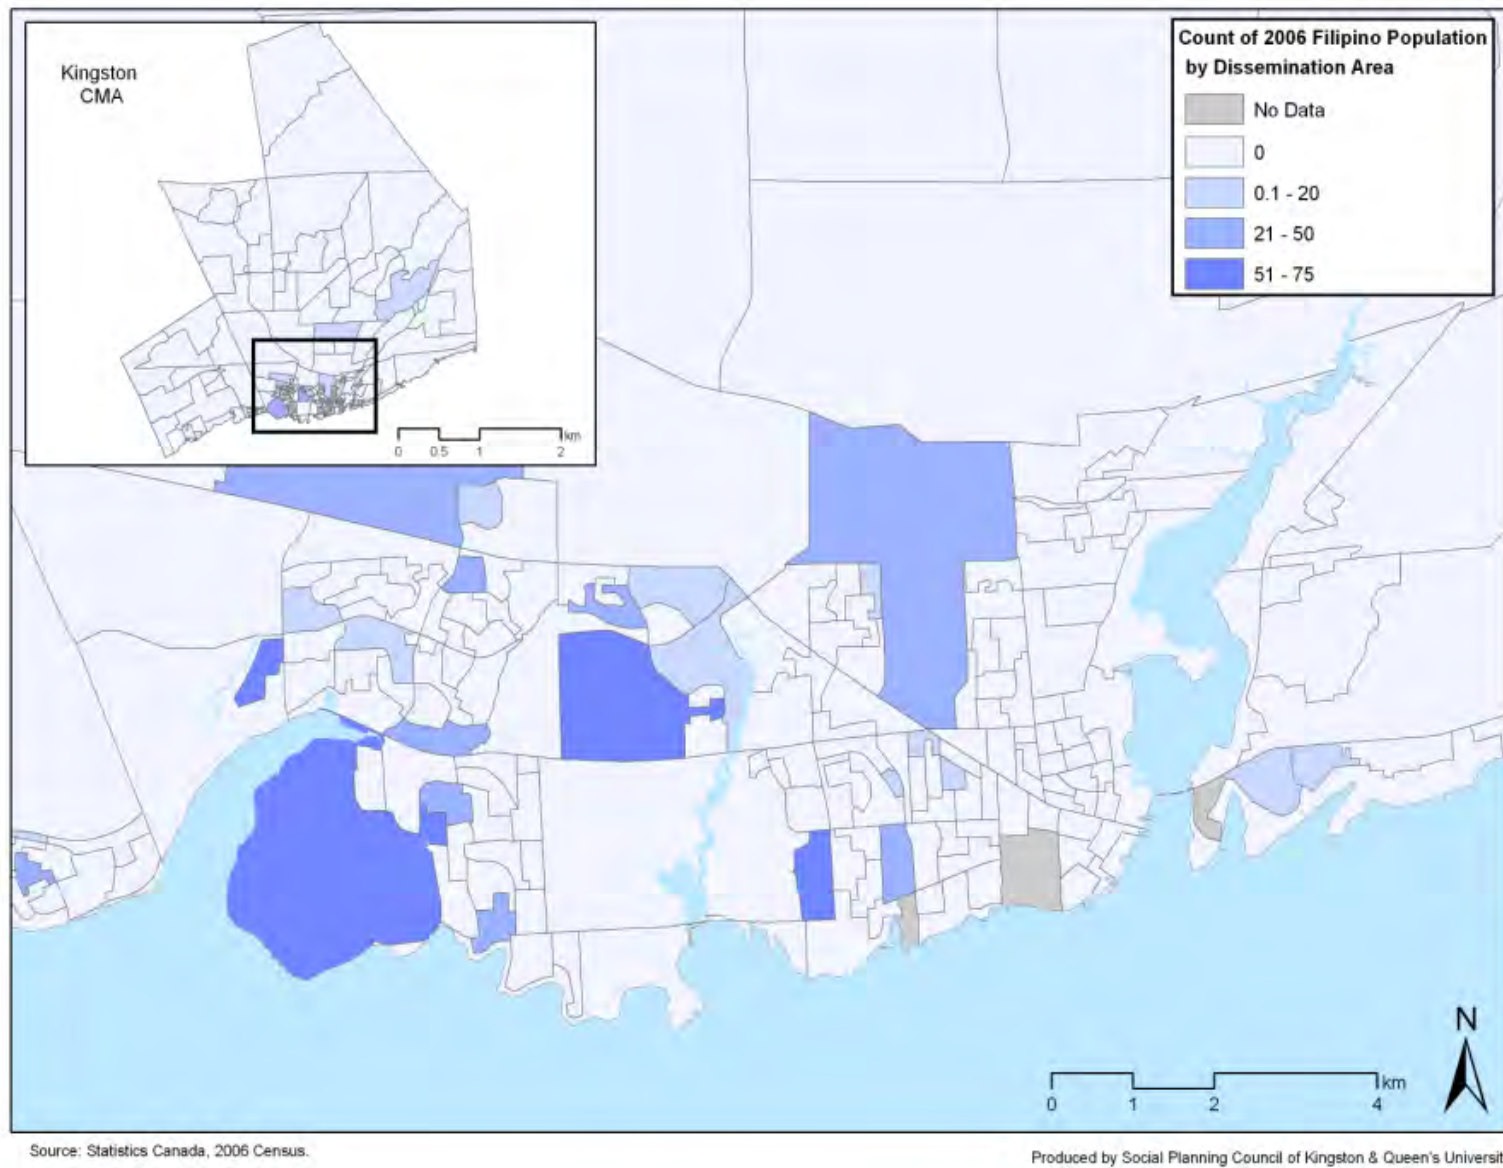 Kingston
CMA
0 0.5 1 2 km
Count of 2006 Filipino Population
by Dissemination Area
No Data
0
0.1 - 20
21 - 50
51 - 75
N
0 1 2 4 km
Source: Statistics Canada, 2006 Census.
Produced by Social Planning Council of Kingston & Queen's Universit